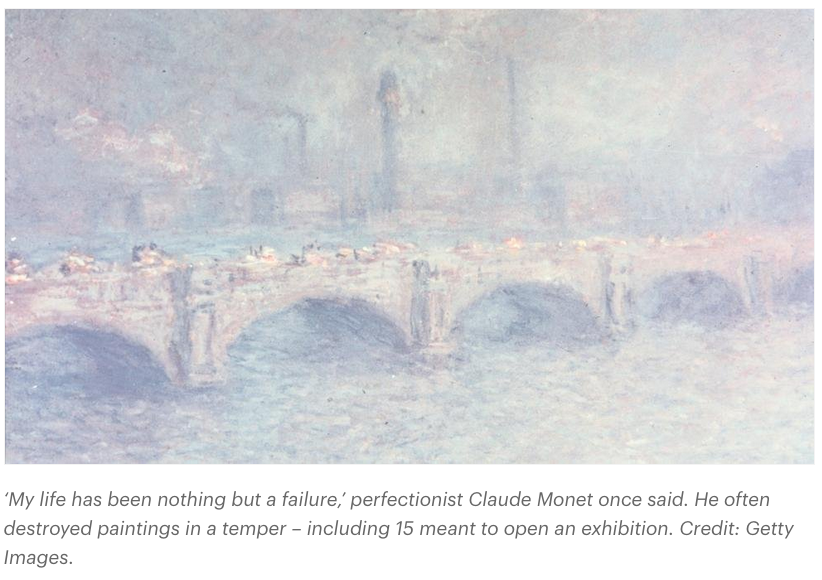 ‘My life has been nothing but a failure,’ perfectionist Claude Monet once said. He often
destroyed paintings in a temper – including 15 meant to open an exhibition. Credit: Getty
Images.